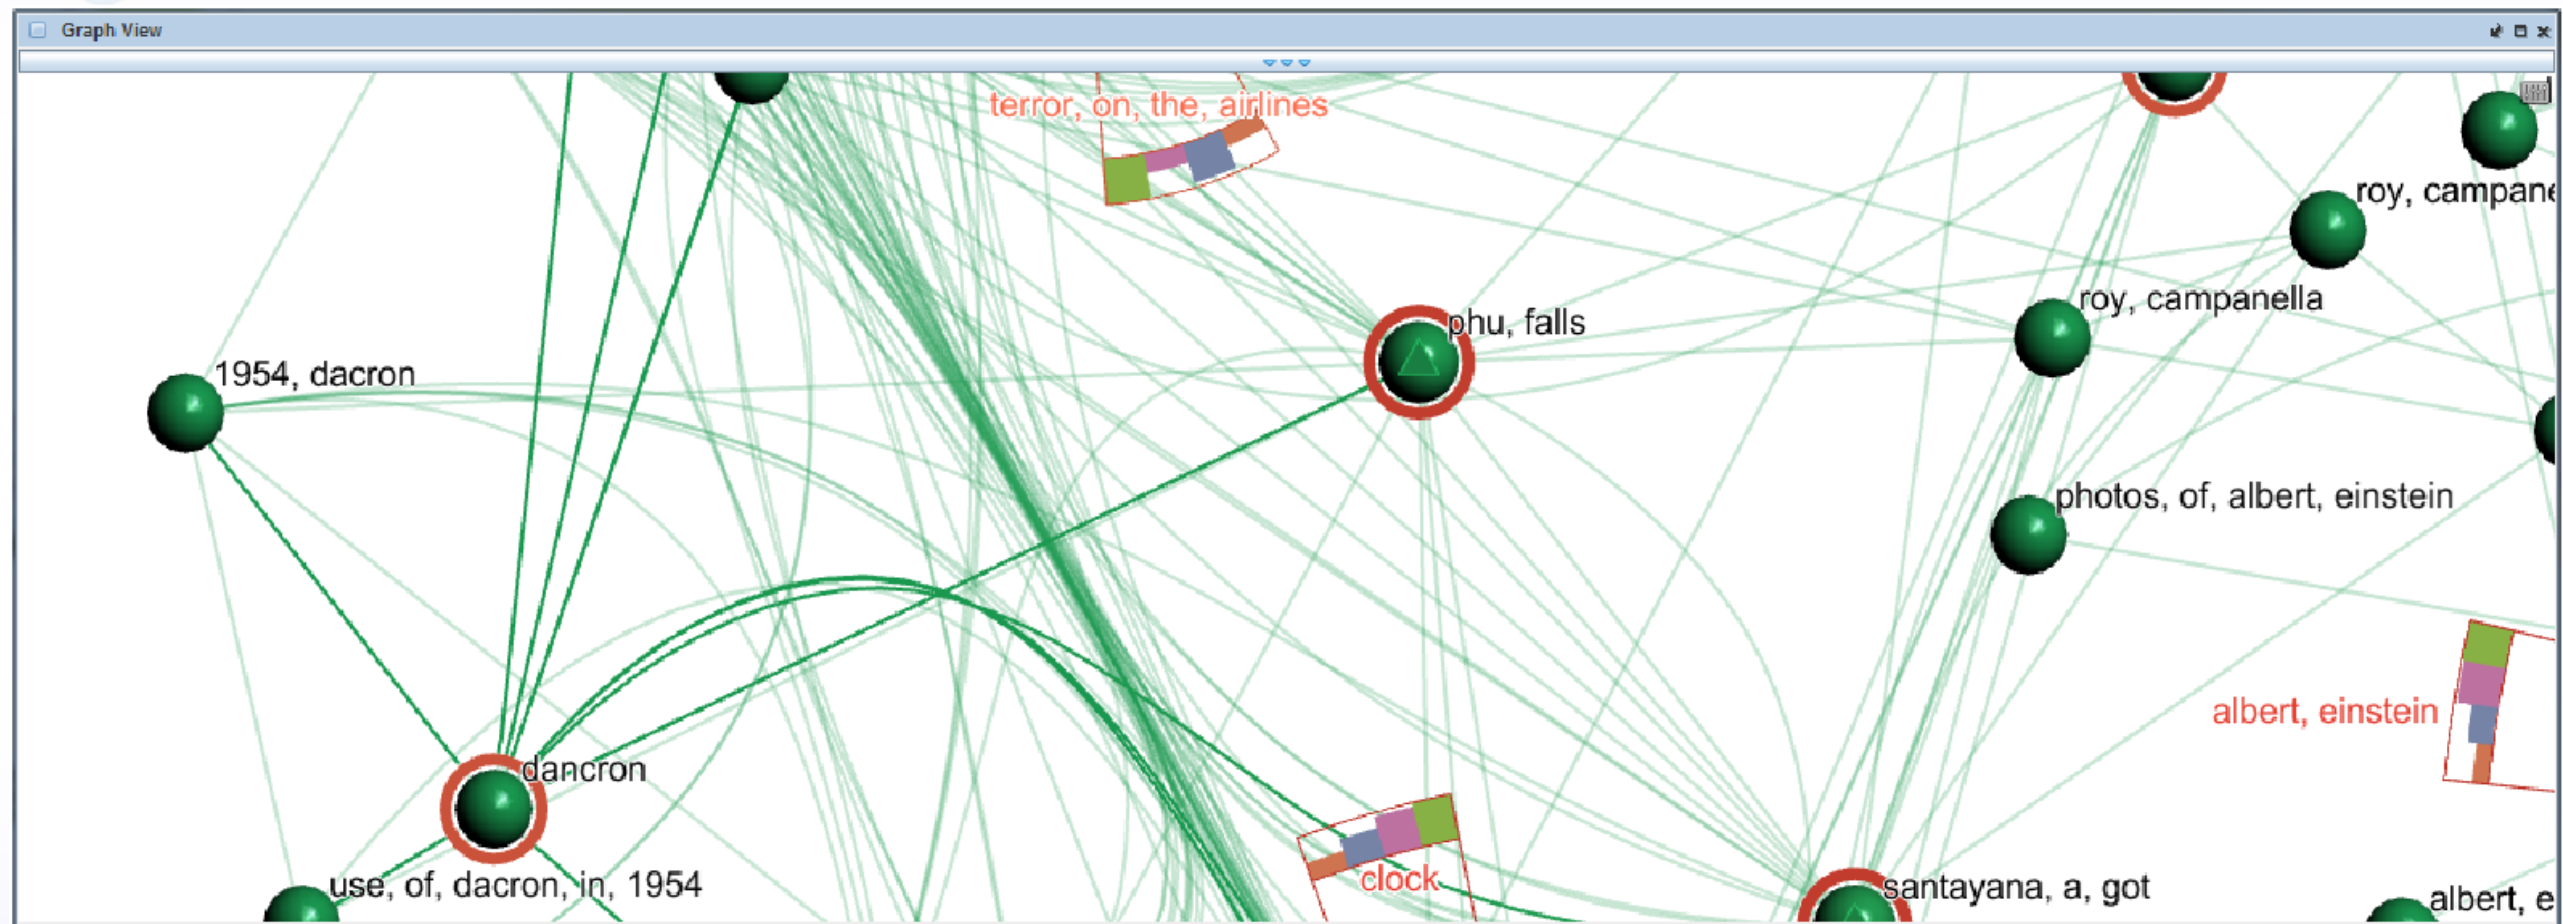 Graph View
terror, on, the, airlines
roy, campane
roy, campanella
phu, falls
1954, dacron
photos, of, albert, einstein
albert, einstein
dancron
clock
use, of, dacron, in, 1954
santayana, a, got
albert, e